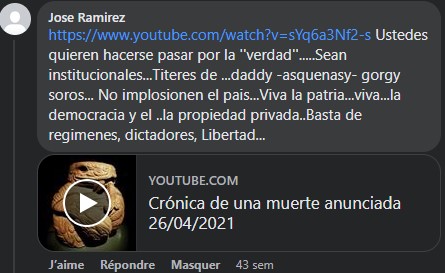 Jose Ramirez
https://www.youtube.com/watch?v=sYq6a3Nf2-s Ustedes
quieren hacerse pasar por la "verdad".....Sean
institucionales...Titeres de ...daddy -asquenasy- gorgy
soros... No implosionen el pais...Viva la patria...viva...la
democracia y el ..la propiedad privada..Basta de
regimenes, dictadores, Libertad...
YOUTUBE.COM
Crónica de una muerte anunciada
26/04/2021
J'aime Répondre Masquer 43 sem